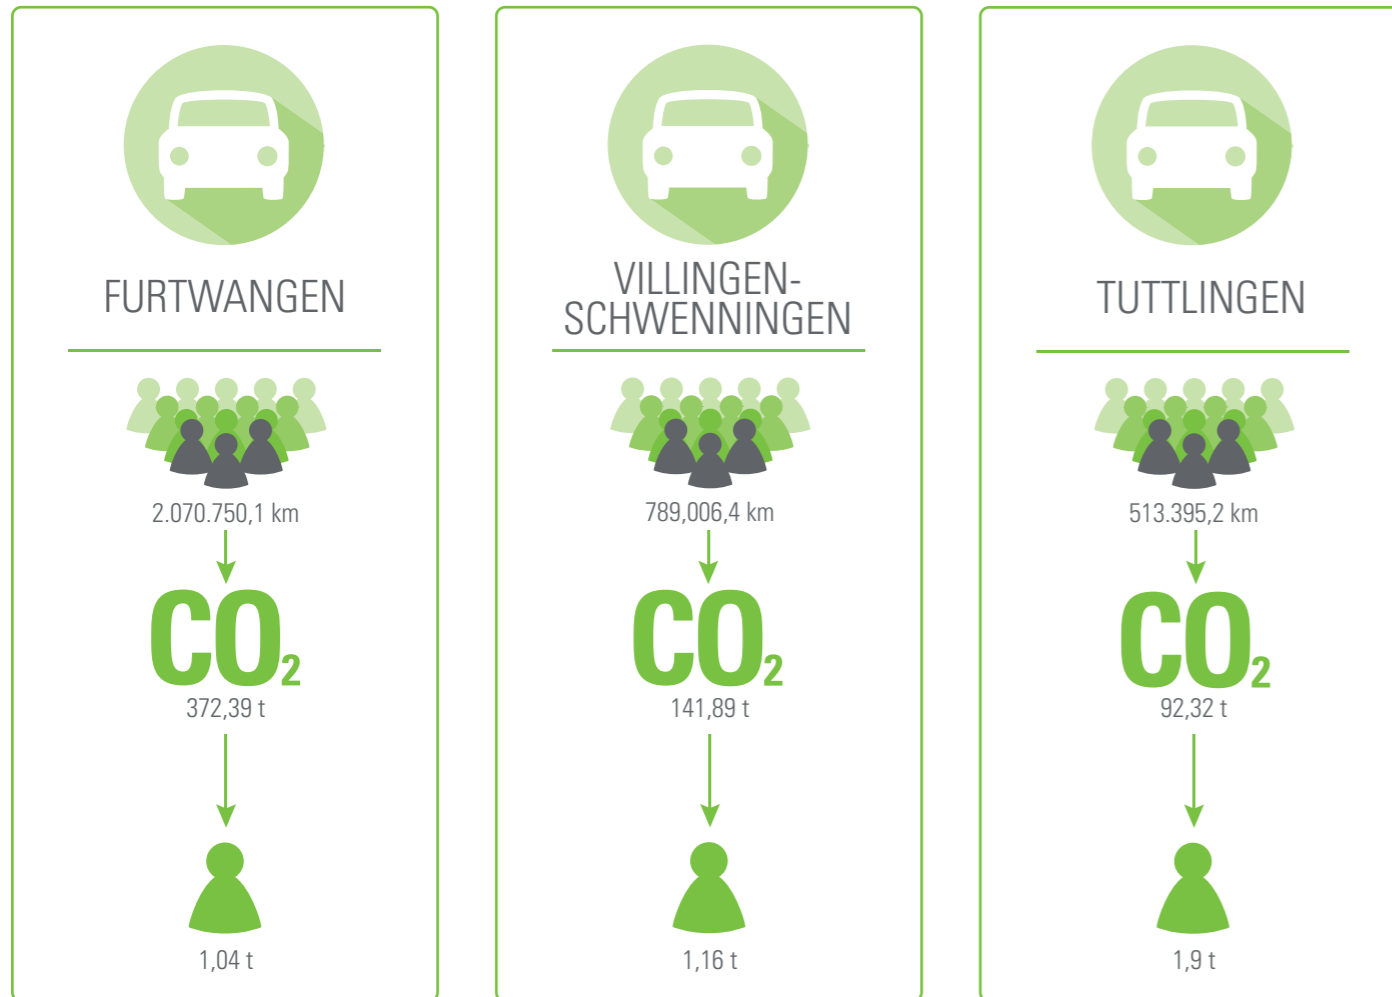 FURTWANGEN
2.070.750,1 km
CO₂
372,39 t
1,04 t
VILLINGEN-
SCHWENNINGEN
789,006,4 km
CO₂
141,89 t
1,16 t
TUTTLINGEN
513.395,2 km
CO₂
92,32 t
1,9 t